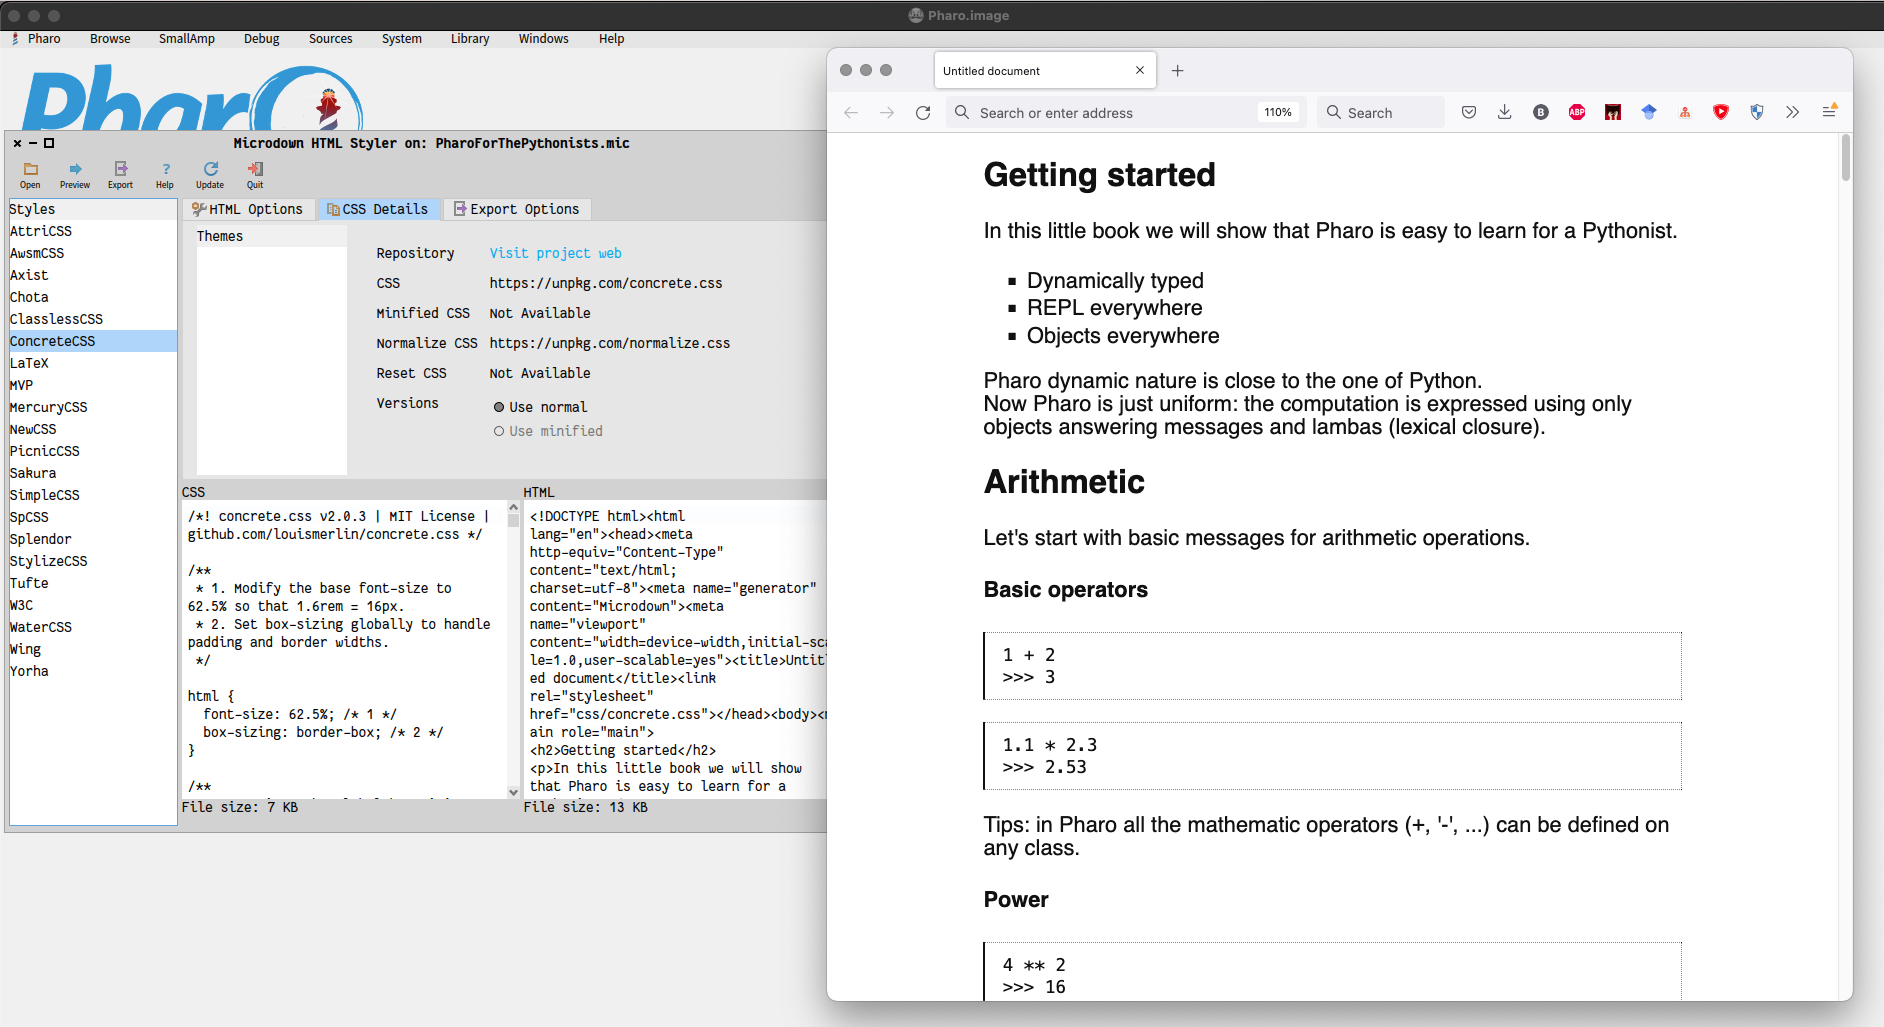 Pharo.image
Pharo Browse SmallAmp Debug Sources System Library Windows Help
Pharo
Microdown HTML Styler on: PharoForThePythonists.mic
Open Preview Export Help Update Quit
Styles
AttriCSS
AwsmCSS
Axist
Chota
ClasslessCSS
ConcreteCSS
LaTeX
MVP
MercuryCSS
NewCSS
PicnicCSS
Sakura
SimpleCSS
SpCSS
Splendor
StylizeCSS
Tufte
W3C
WaterCSS
Wing
Yorha
HTML Options CSS Details Export Options
Themes
Repository Visit project web
CSS https://unpkg.com/concrete.css
Minified CSS Not Available
Normalize CSS https://unpkg.com/normalize.css
Reset CSS Not Available
Versions Use normal
Use minified
CSS
/*! concrete.css v2.0.3 | MIT License |
github.com/louismerlin/concrete.css */
/**
* 1. Modify the base font-size to
62.5% so that 1.6rem = 16px.
* 2. Set box-sizing globally to handle
padding and border widths.
*/
html {
font-size: 62.5%; /* 1 */
box-sizing: border-box; /* 2 */
}
/**
File size: 7 KB
HTML
<!DOCTYPE html><html
lang="en"><head><meta
http-equiv="Content-Type"
content="text/html;
charset=utf-8"><meta name="generator"
content="Microdown"><meta
name="viewport"
content="width=device-width,initial-sca
le=1.0,user-scalable=yes"><title>Untitl
ed document</title><link
rel="stylesheet"
href="css/concrete.css"></head><body><m
ain role="main">
<h2>Getting started</h2>
<p>In this little book we will show
that Pharo is easy to learn for a
File size: 13 KB
Untitled document
Search or enter address 110% Search
B ABP
Getting started
In this little book we will show that Pharo is easy to learn for a Pythonist.
Dynamically typed
REPL everywhere
Objects everywhere
Pharo dynamic nature is close to the one of Python.
Now Pharo is just uniform: the computation is expressed using only
objects answering messages and lambas (lexical closure).
Arithmetic
Let's start with basic messages for arithmetic operations.
Basic operators
1 + 2
>>> 3
1.1 * 2.3
>>> 2.53
Tips: in Pharo all the mathematic operators (+, '-', ...) can be defined on
any class.
Power
4 ** 2
>>> 16